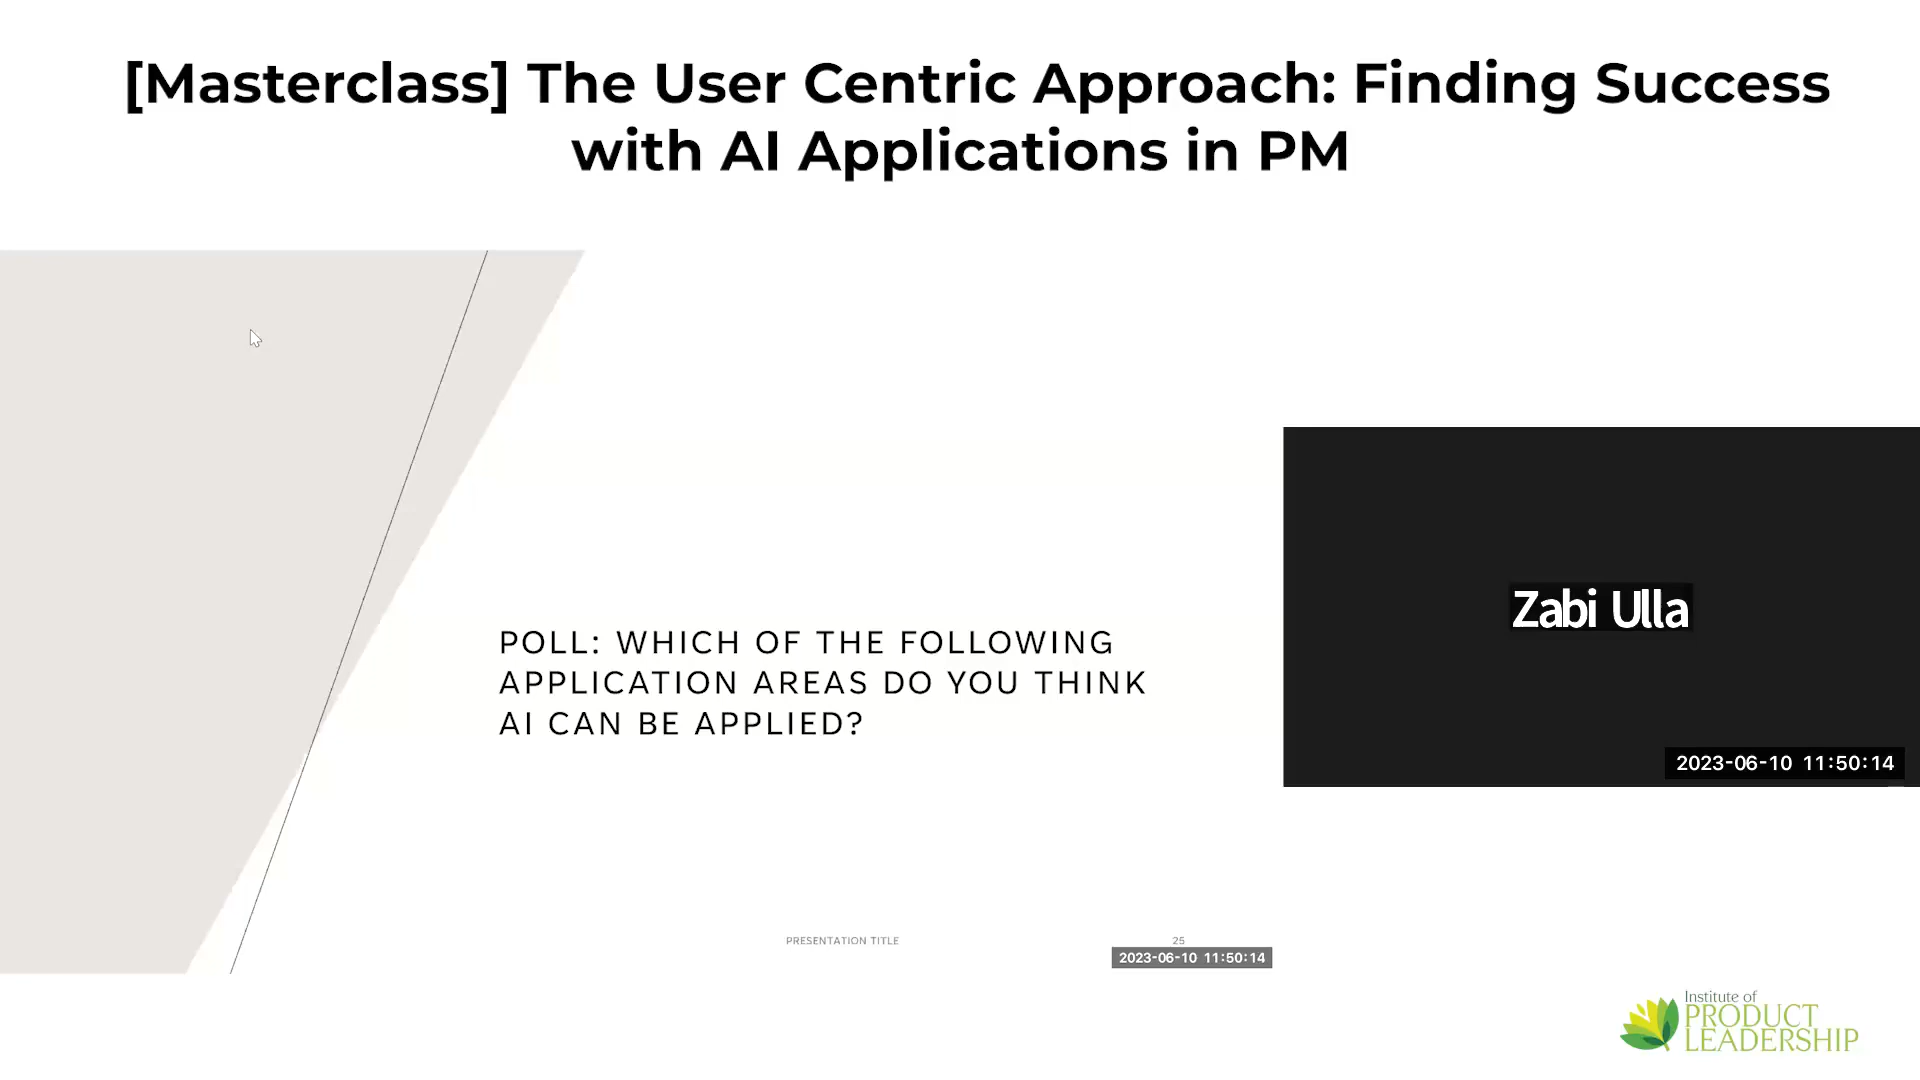 [Masterclass] The User Centric Approach: Finding Success
with AI Applications in PM
POLL: WHICH OF THE FOLLOWING
APPLICATION AREAS DO YOU THINK
AI CAN BE APPLIED?
Zabi Ulla
2023-06-10 11:50:14
PRESENTATION TITLE
25
2023-06-10 11:50:14
Institute of
PRODUCT
LEADERSHIP